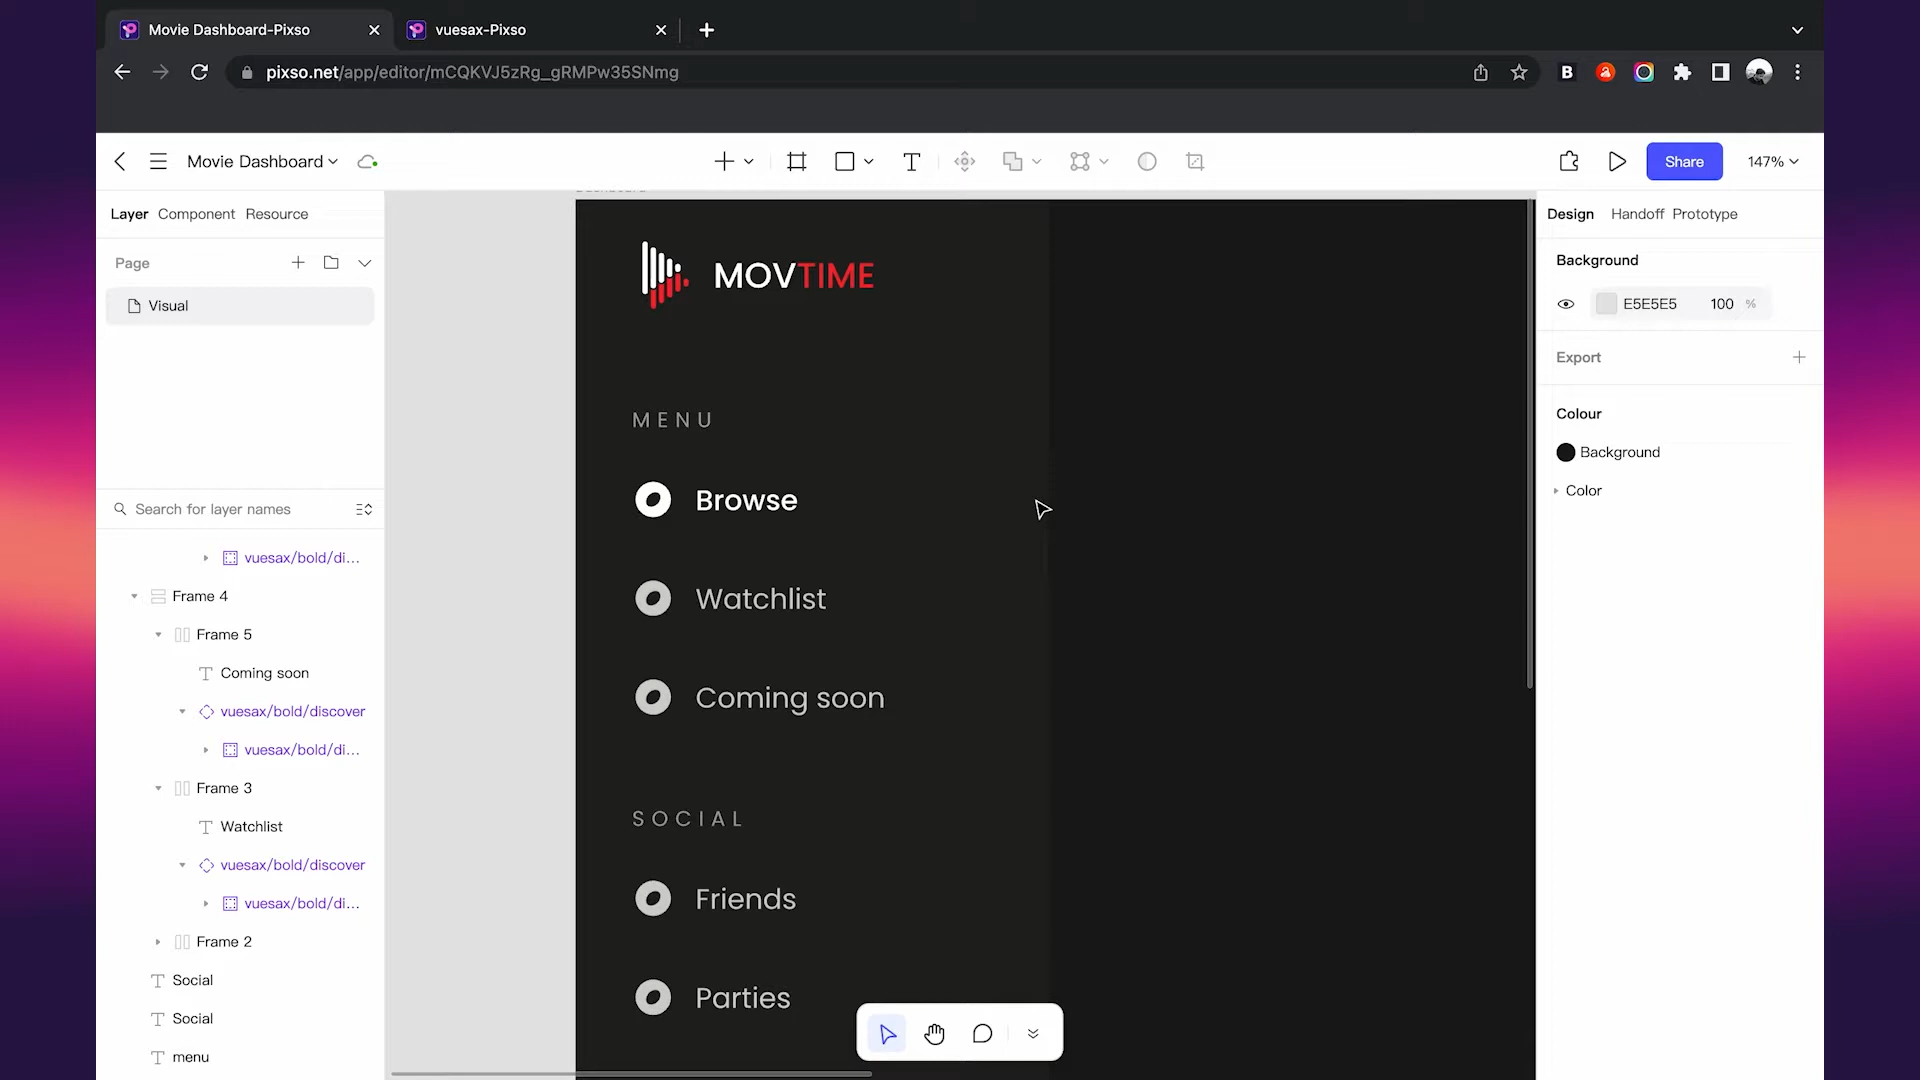 Movie Dashboard-Pixso
vuesax-Pixso
pixso.net/app/editor/mCQKVJ5zRg_gRMPw35SNmg
B
Movie Dashboard
Share
147%
Layer Component Resource
Page
Visual
Search for layer names
vuesax/bold/di...
Frame 4
Frame 5
Coming soon
vuesax/bold/discover
vuesax/bold/di...
Frame 3
Watchlist
vuesax/bold/discover
vuesax/bold/di...
Frame 2
Social
Social
menu
MOVTIME
MENU
Browse
Watchlist
Coming soon
SOCIAL
Friends
Parties
Design Handoff Prototype
Background
E5E5E5 100 %
Export
Colour
Background
Color